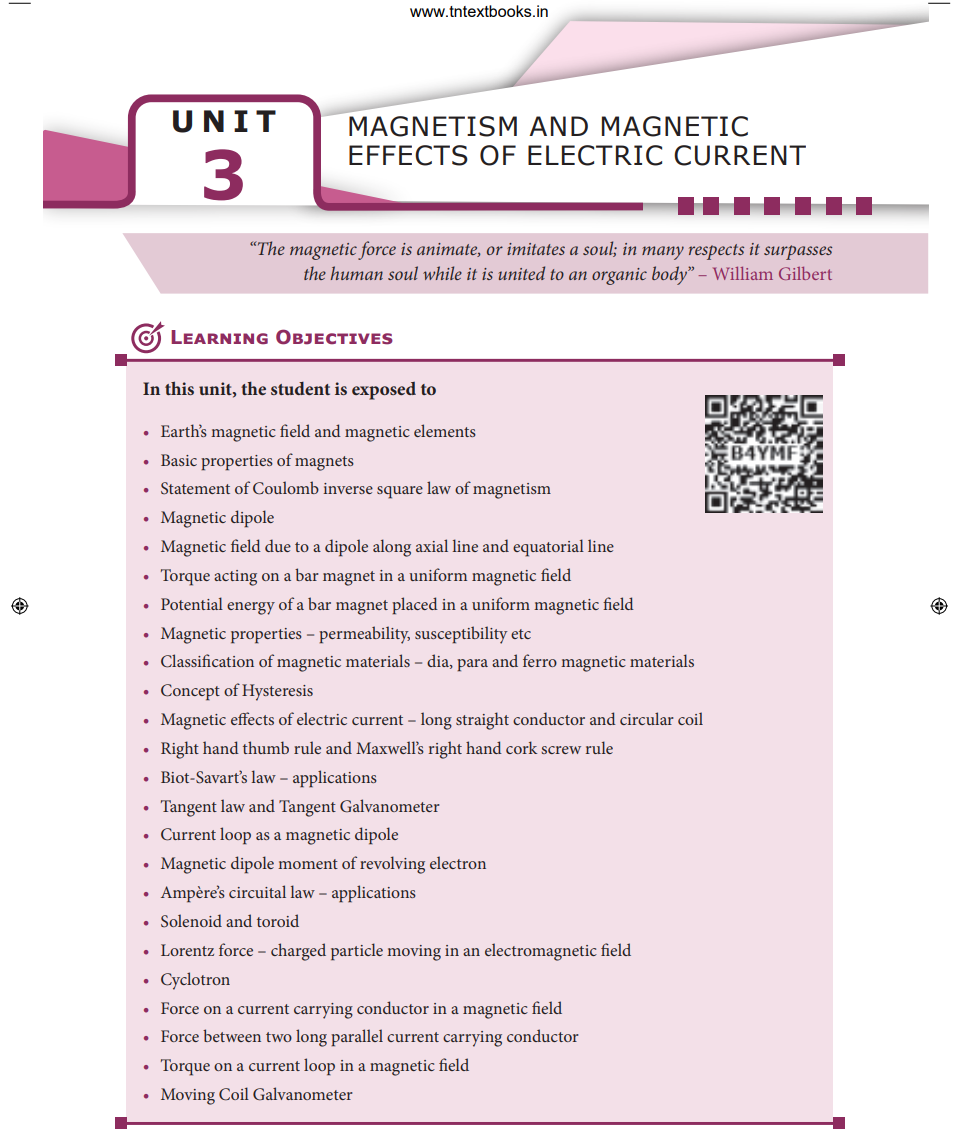 www.tntextbooks.in
UNIT
3
MAGNETISM AND MAGNETIC
EFFECTS OF ELECTRIC CURRENT
“The magnetic force is animate, or imitates a soul; in many respects it surpasses
the human soul while it is united to an organic body” – William Gilbert
Learning Objectives
In this unit, the student is exposed to
B4YMF
• Earth’s magnetic field and magnetic elements
• Basic properties of magnets
• Statement of Coulomb inverse square law of magnetism
• Magnetic dipole
• Magnetic field due to a dipole along axial line and equatorial line
• Torque acting on a bar magnet in a uniform magnetic field
• Potential energy of a bar magnet placed in a uniform magnetic field
• Magnetic properties – permeability, susceptibility etc
• Classification of magnetic materials – dia, para and ferro magnetic materials
• Concept of Hysteresis
• Magnetic effects of electric current – long straight conductor and circular coil
• Right hand thumb rule and Maxwell’s right hand cork screw rule
• Biot-Savart’s law – applications
• Tangent law and Tangent Galvanometer
• Current loop as a magnetic dipole
• Magnetic dipole moment of revolving electron
• Ampère’s circuital law – applications
• Solenoid and toroid
• Lorentz force – charged particle moving in an electromagnetic field
• Cyclotron
• Force on a current carrying conductor in a magnetic field
• Force between two long parallel current carrying conductor
• Torque on a current loop in a magnetic field
• Moving Coil Galvanometer